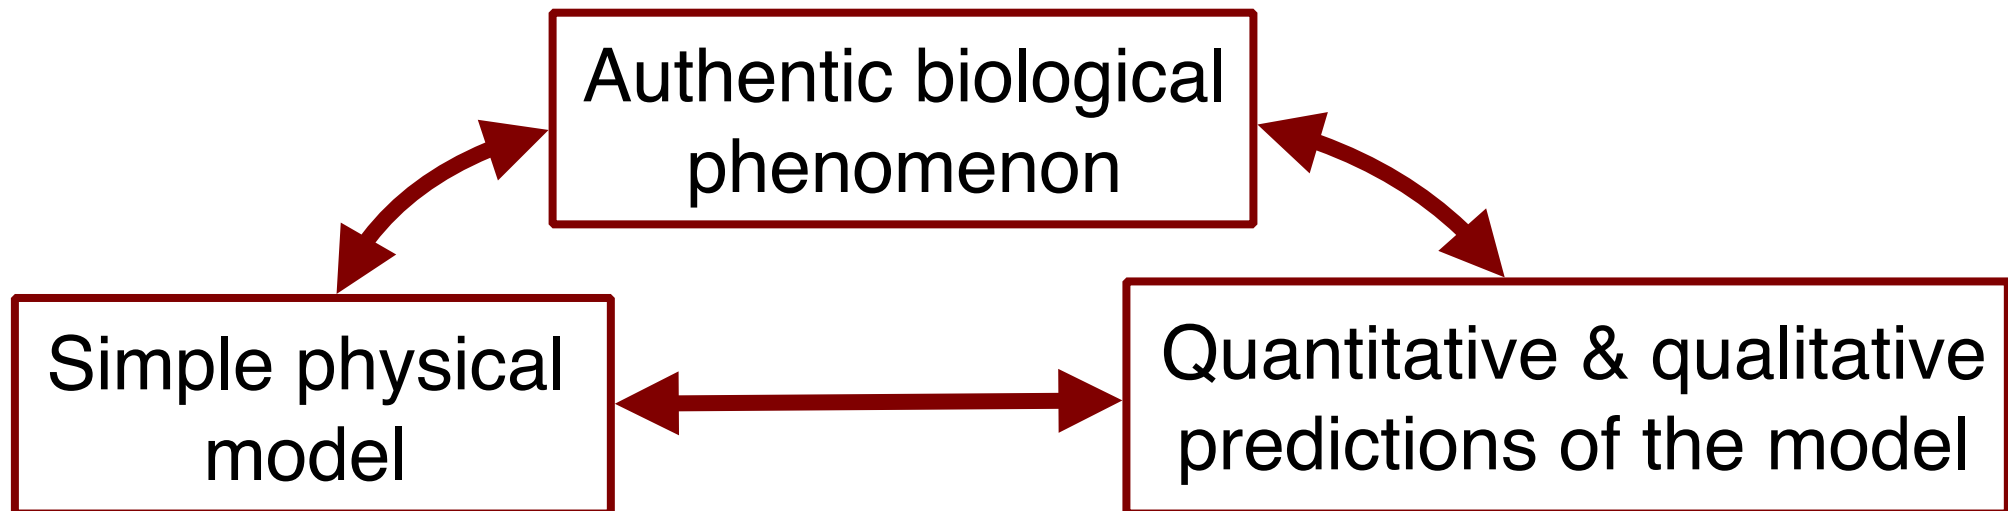 Authentic biological
phenomenon
Simple physical
model
Quantitative & qualitative
predictions of the model